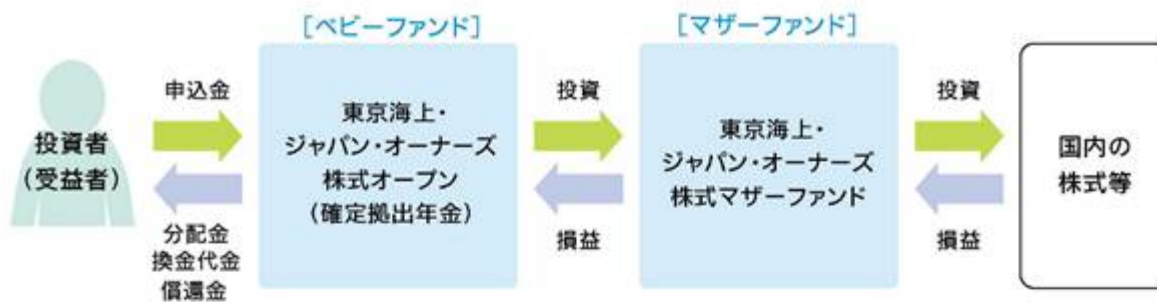 [ベビーファンド]
[マザーファンド]
投資者
(受益者)
申込金
分配金
換金代金
償還金
東京海上・
ジャパン・オーナーズ
株式オープン
(確定拠出年金)
投資
損益
東京海上・
ジャパン・オーナーズ
株式マザーファンド
投資
損益
国内の
株式等